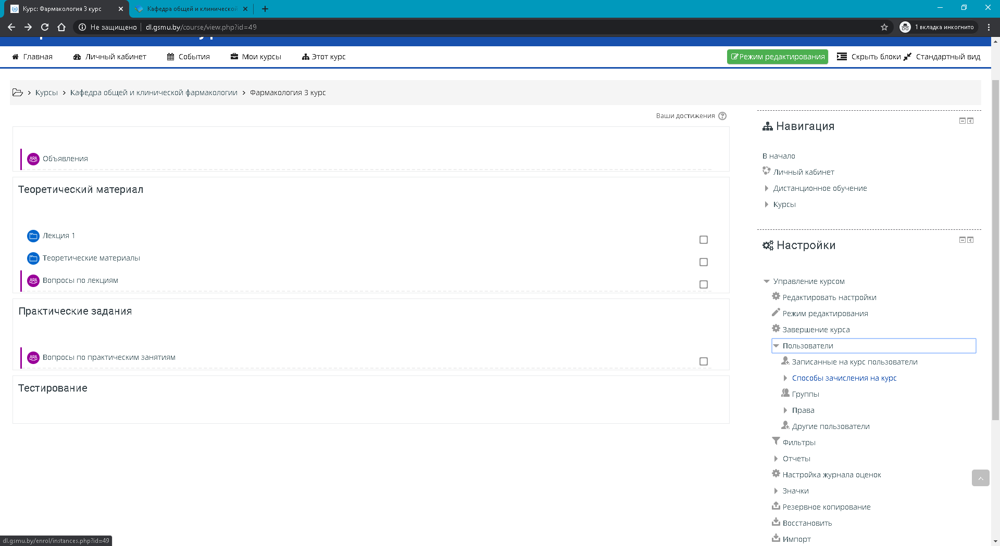 Курс: Фармакология 3 курс
Кафедра общей и клинической
Не защищено
dl.gsmu.by/course/view.php?id=49
1 вкладка инкогнито
Главная
Личный кабинет
События
Мои курсы
Этот курс
Режим редактирования
Скрыть блоки
Стандартный вид
Курсы
Кафедра общей и клинической фармакологии
Фармакология 3 курс
Ваши достижения
Объявления
Теоретический материал
Лекция 1
Теоретические материалы
Вопросы по лекциям
Практические задания
Вопросы по практическим занятиям
Тестирование
Навигация
В начало
Личный кабинет
Дистанционное обучение
Курсы
Настройки
Управление курсом
Редактировать настройки
Режим редактирования
Завершение курса
Пользователи
Записанные на курс пользователи
Способы зачисления на курс
Группы
Права
Другие пользователи
Фильтры
Отчеты
Настройка журнала оценок
Значки
Резервное копирование
Восстановить
Импорт
dl.gsmu.by/enrol/instances.php?id=49